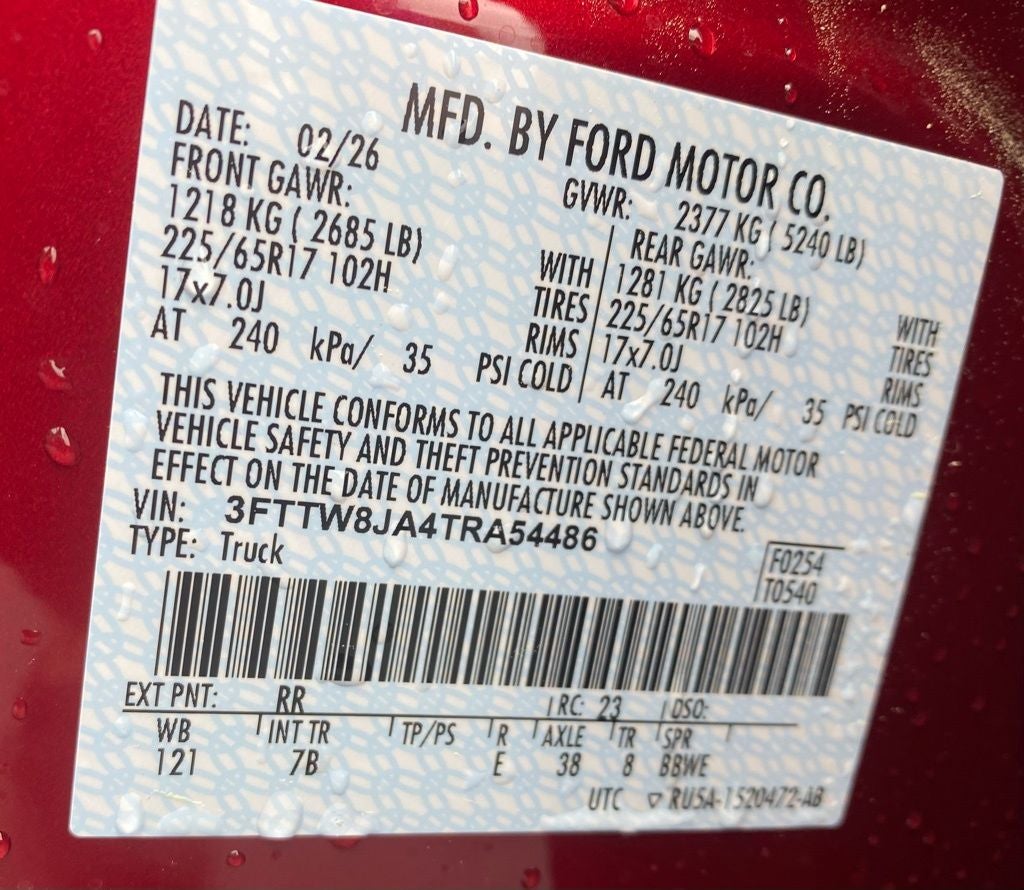 MFD. BY FORD MOTOR CO.
DATE: 02/26 GVWR: 2377 KG ( 5240 LB)
FRONT GAWR: REAR GAWR:
1218 KG ( 2685 LB) WITH 1281 KG ( 2825 LB) WITH
225/65R17 102H TIRES 225/65R17 102H TIRES
17x7.0J RIMS 17x7.0J RIMS
AT 240 kPa/ 35 PSI COLD AT 240 kPa/ 35 PSI COLD
THIS VEHICLE CONFORMS TO ALL APPLICABLE FEDERAL MOTOR
VEHICLE SAFETY AND THEFT PREVENTION STANDARDS IN
EFFECT ON THE DATE OF MANUFACTURE SHOWN ABOVE.
VIN: 3FTTW8JA4TRA54486
TYPE: Truck
F0254
T0540
EXT PNT: RR RC: 23 DSO:
WB INT TR TP/PS R AXLE TR SPR
121 7B E 38 8 BBWE
UTC ▽ RU5A-1520472-AB